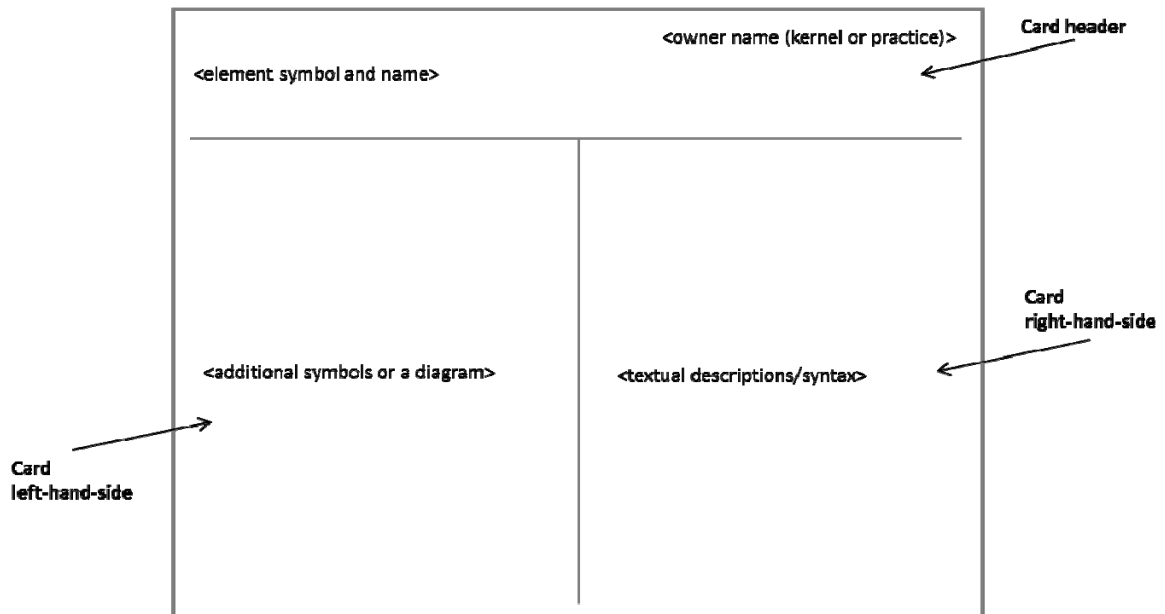 <owner name (kernel or practice)>
Card header
<element symbol and name>
Card
right-hand-side
<additional symbols or a diagram>
<textual descriptions/syntax>
Card
left-hand-side